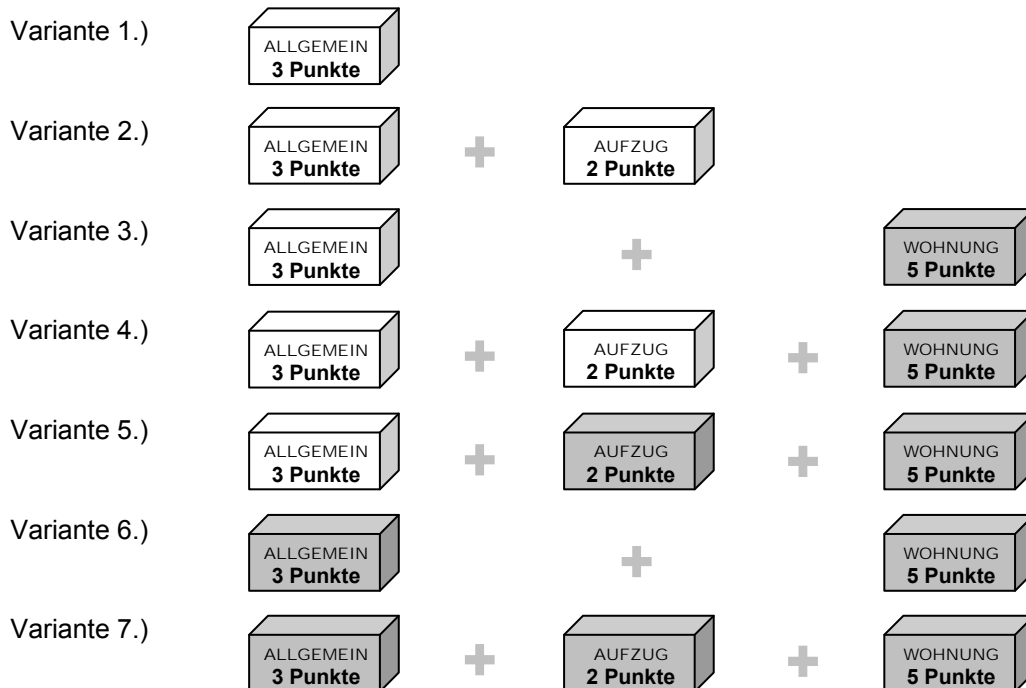 Variante 1.)
ALLGEMEIN
3 Punkte
Variante 2.)
ALLGEMEIN
3 Punkte
AUFZUG
2 Punkte
Variante 3.)
ALLGEMEIN
3 Punkte
WOHNUNG
5 Punkte
Variante 4.)
ALLGEMEIN
3 Punkte
AUFZUG
2 Punkte
WOHNUNG
5 Punkte
Variante 5.)
ALLGEMEIN
3 Punkte
AUFZUG
2 Punkte
WOHNUNG
5 Punkte
Variante 6.)
ALLGEMEIN
3 Punkte
WOHNUNG
5 Punkte
Variante 7.)
ALLGEMEIN
3 Punkte
AUFZUG
2 Punkte
WOHNUNG
5 Punkte